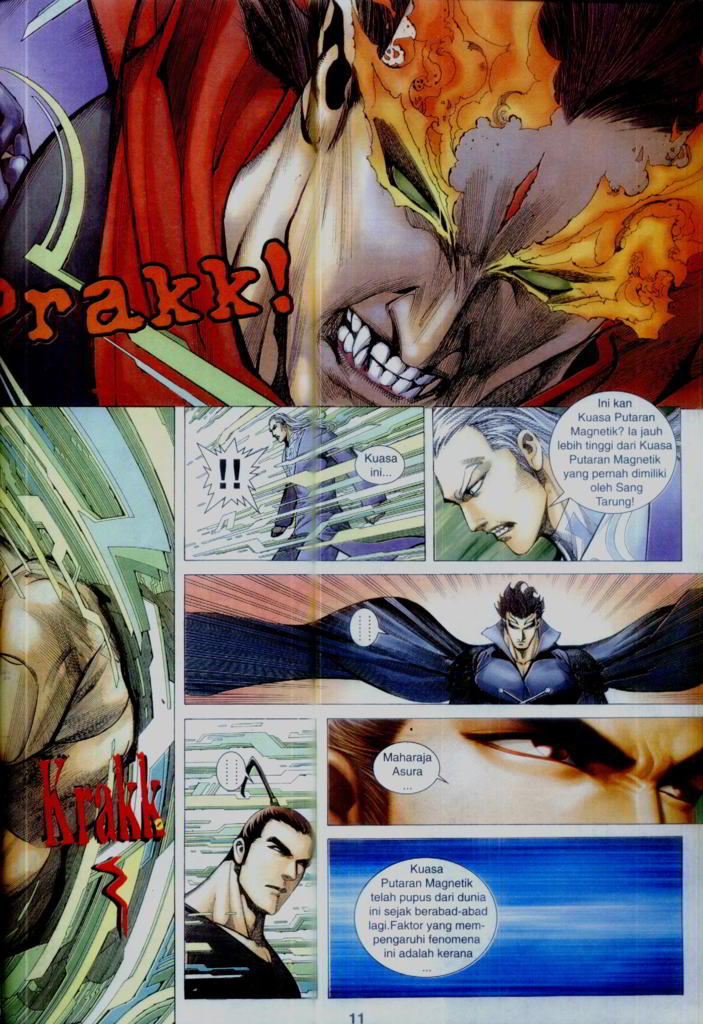 rakk!
!!
Kuasa
ini...
Ini kan
Kuasa Putaran
Magnetik? Ia jauh
lebih tinggi dari Kuasa
Putaran Magnetik
yang pernah dimiliki
oleh Sang
Tarung!
Krakk
Maharaja
Asura
...
Kuasa
Putaran Magnetik
telah pupus dari dunia
ini sejak berabad-abad
lagi.Faktor yang mem-
pengaruhi fenomena
ini adalah kerana
...
11